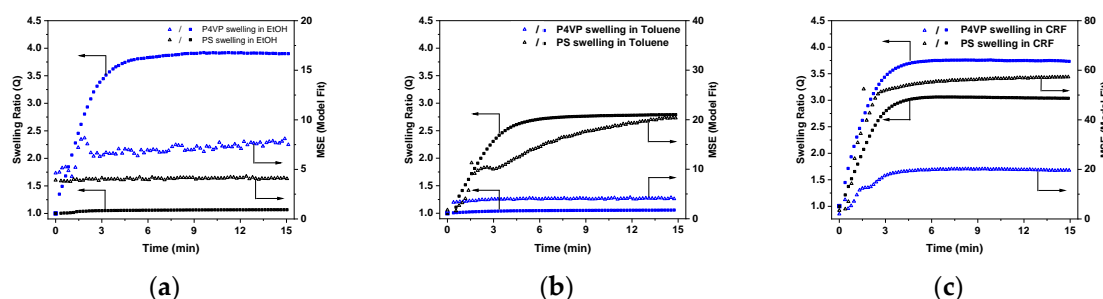 P4VP swelling in EtOH
PS swelling in EtOH
Swelling Ratio (Q)
4.5
4.0
3.5
3.0
2.5
2.0
1.5
1.0
20
15
10
5
0
MSE (Model Fit)
0 3 6 9 12 15
Time (min)
(a)
/ P4VP swelling in Toluene
/ PS swelling in Toluene
Swelling Ratio (Q)
4.5
4.0
3.5
3.0
2.5
2.0
1.5
1.0
40
30
20
10
0
MSE (Model Fit)
0 3 6 9 12 15
Time (min)
(b)
/ P4VP swelling in CRF
/ PS swelling in CRF
Swelling Ratio (Q)
4.5
4.0
3.5
3.0
2.5
2.0
1.5
1.0
80
60
40
20
0
MSE (Model Fit)
0 3 6 9 12 15
Time (min)
(c)